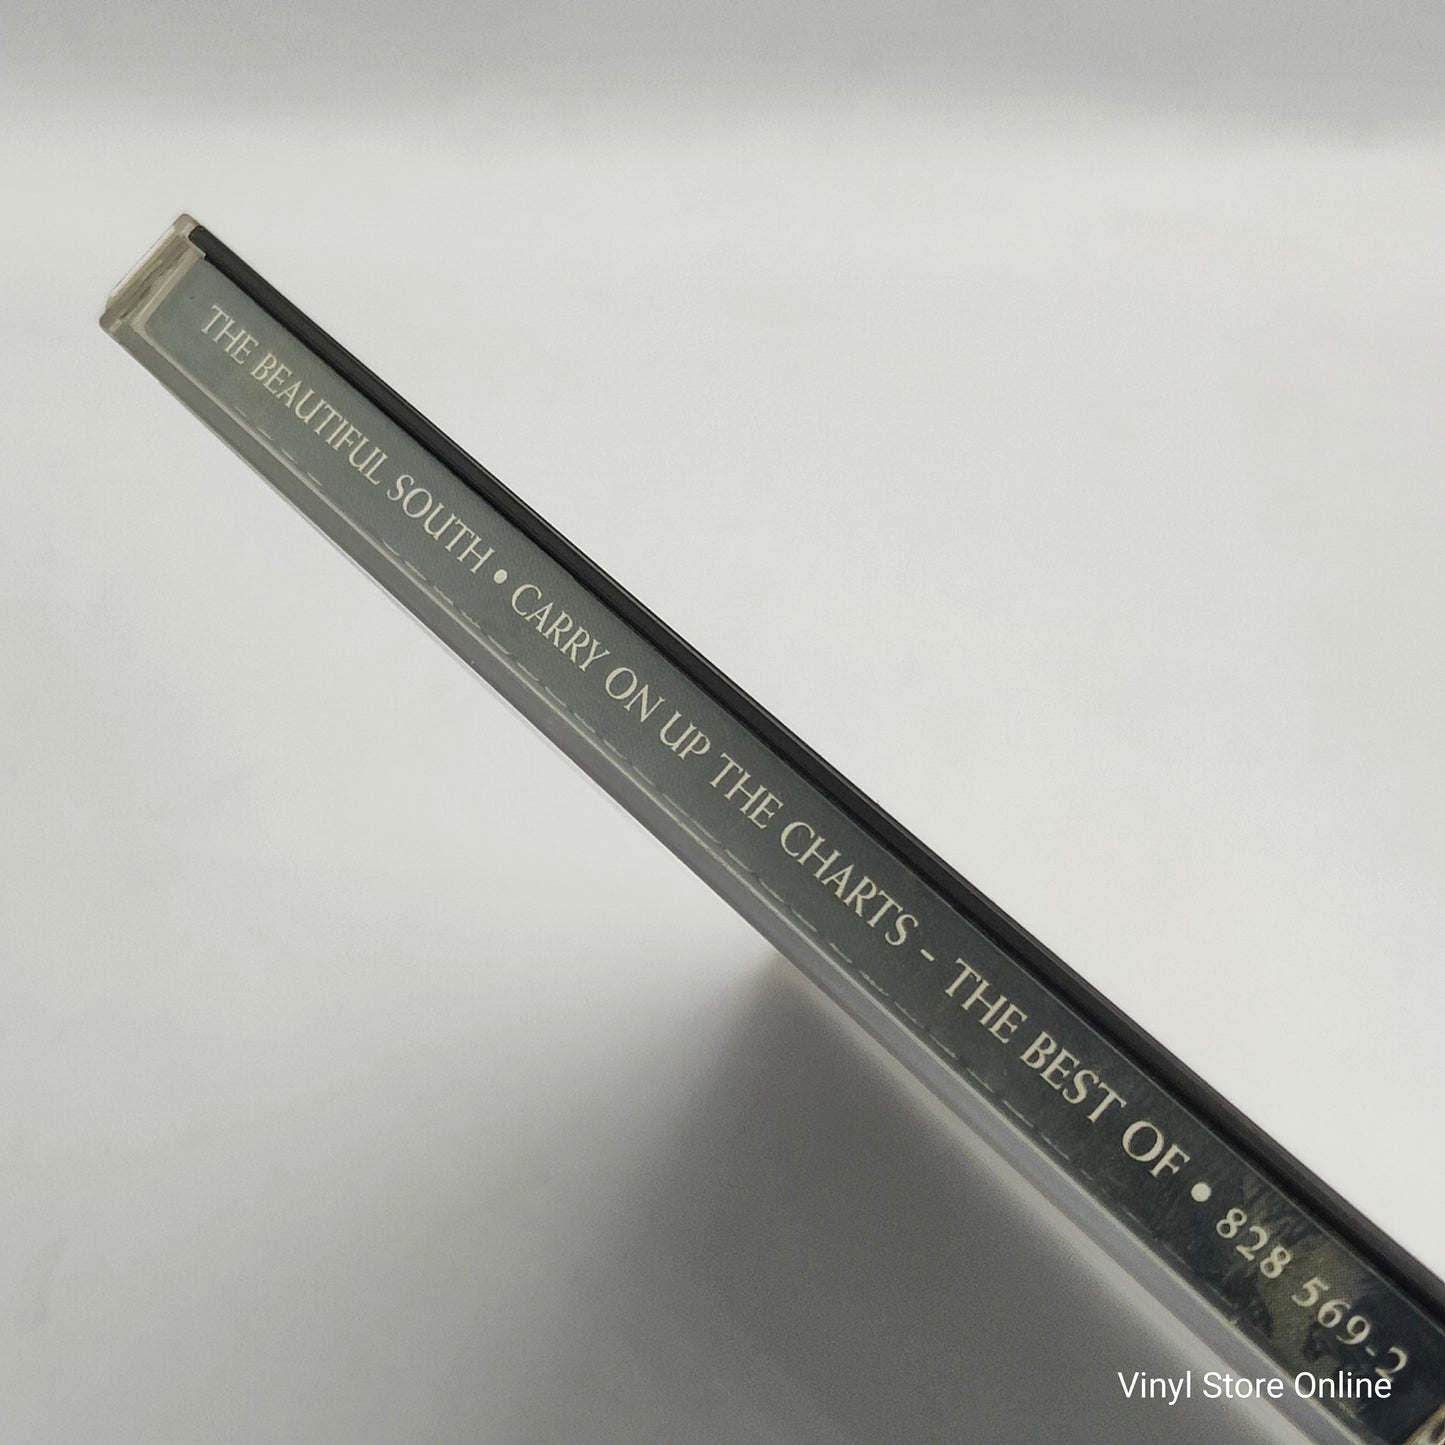 THE BEAUTIFUL SOUTH • CARRY ON UP THE CHARTS - THE BEST OF • 828 569-2
Vinyl Store Online